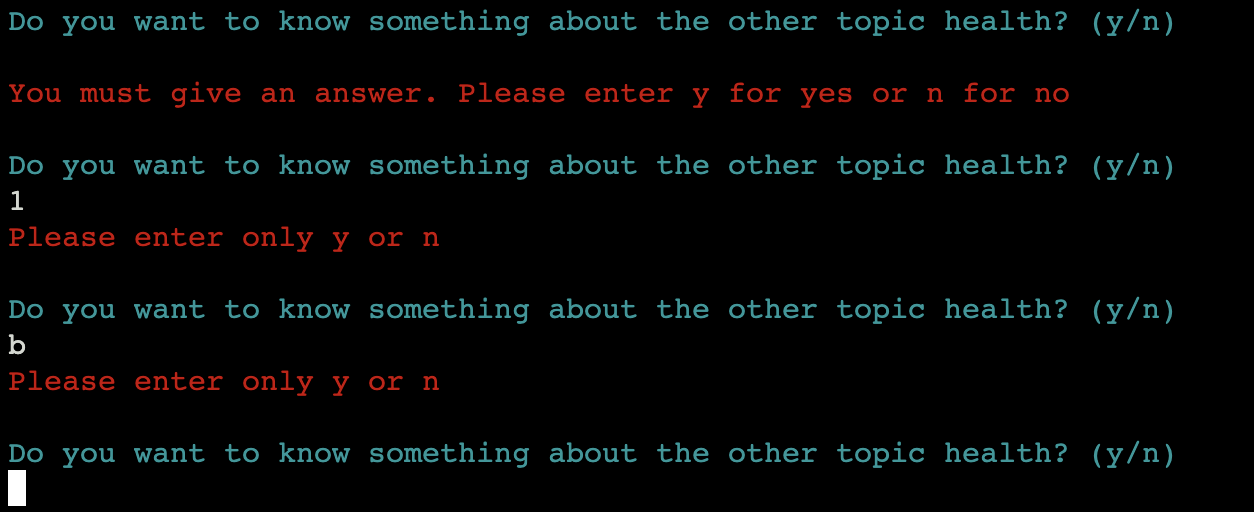 Do you want to know something about the other topic health? (y/n)
You must give an answer. Please enter y for yes or n for no
Do you want to know something about the other topic health? (y/n)
1
Please enter only y or n
Do you want to know something about the other topic health? (y/n)
b
Please enter only y or n
Do you want to know something about the other topic health? (y/n)